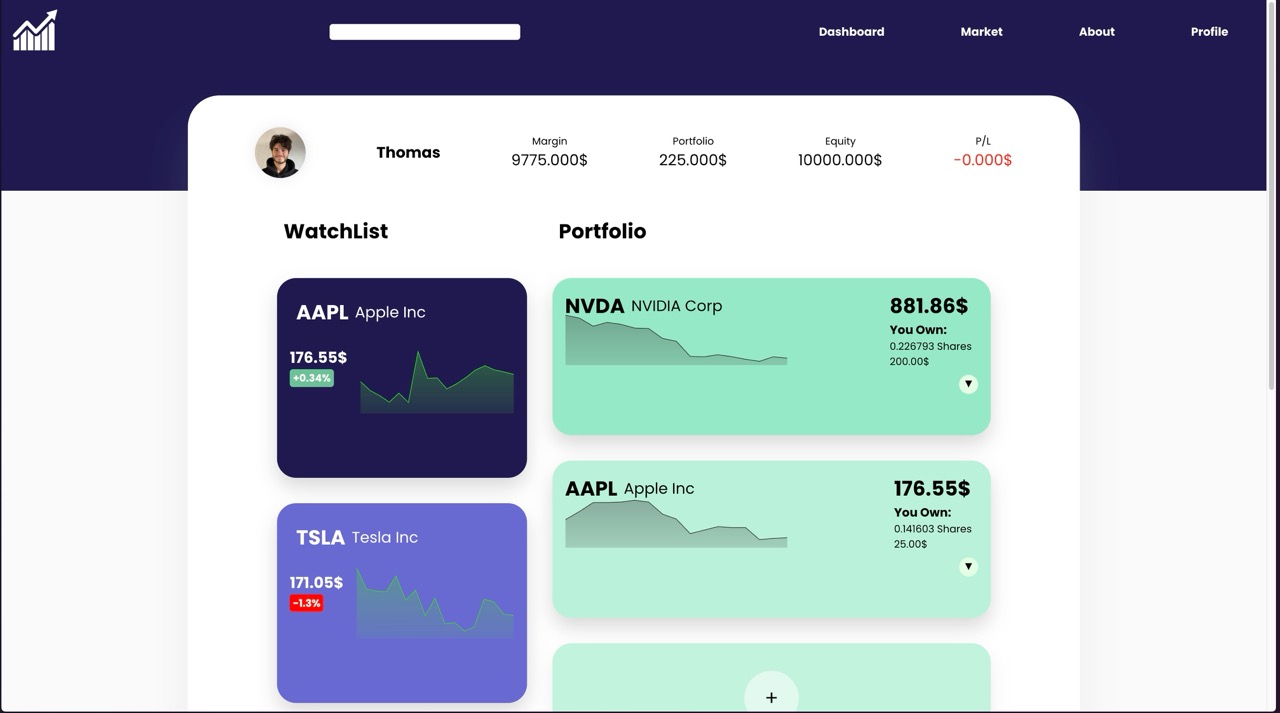 Dashboard Market About Profile
Thomas
Margin
9775.000$
Portfolio
225.000$
Equity
10000.000$
P/L
-0.000$
WatchList
AAPL Apple Inc
176.55$
+0.34%
TSLA Tesla Inc
171.05$
-1.3%
Portfolio
NVDA NVIDIA Corp
881.86$
You Own:
0.226793 Shares
200.00$
▼
AAPL Apple Inc
176.55$
You Own:
0.141603 Shares
25.00$
▼
+